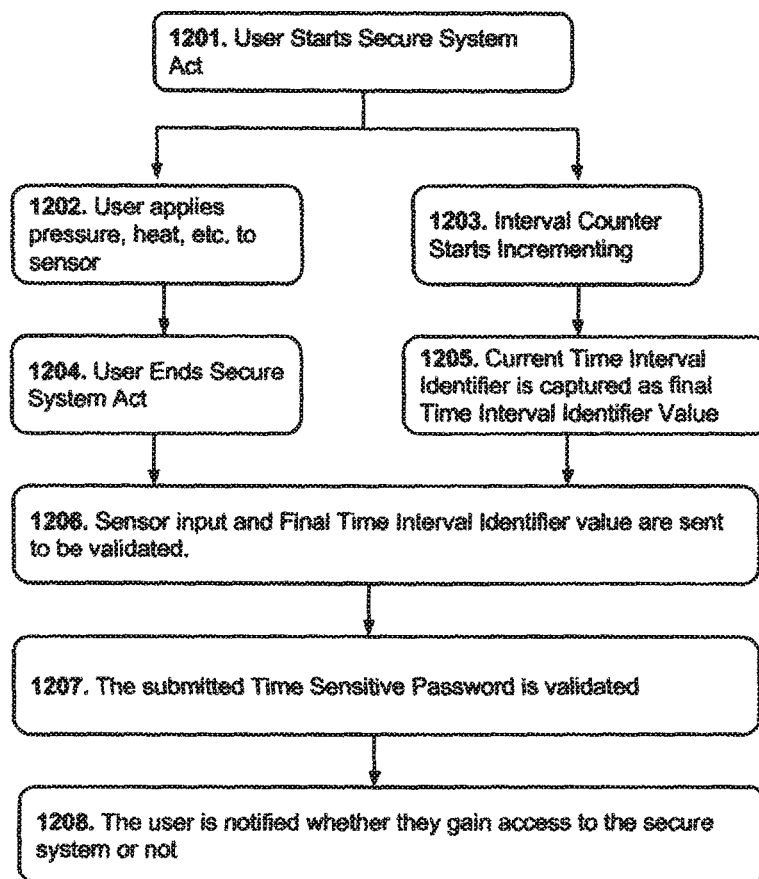 1201. User Starts Secure System
Act
1202. User applies
pressure, heat, etc. to
sensor
1203. Interval Counter
Starts Incrementing
1204. User Ends Secure
System Act
1205. Current Time Interval
Identifier is captured as final
Time Interval Identifier Value
1206. Sensor input and Final Time Interval Identifier value are sent
to be validated.
1207. The submitted Time Sensitive Password is validated
1208. The user is notified whether they gain access to the secure
system or not